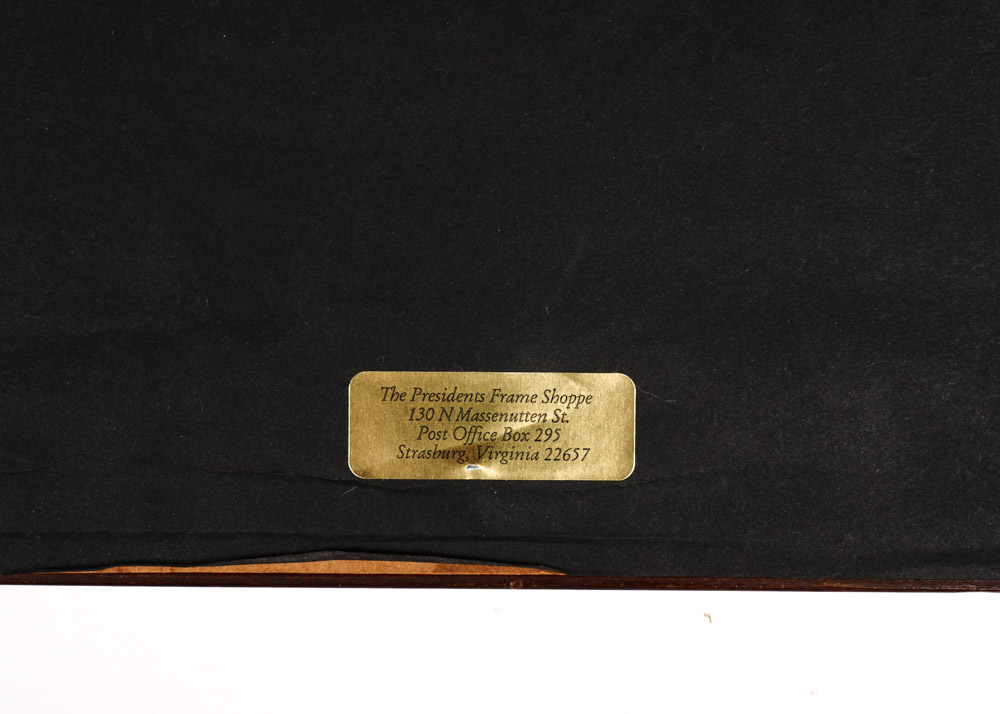 The Presidents Frame Shoppe
130 N Massenutten St.
Post Office Box 295
Strasburg, Virginia 22657